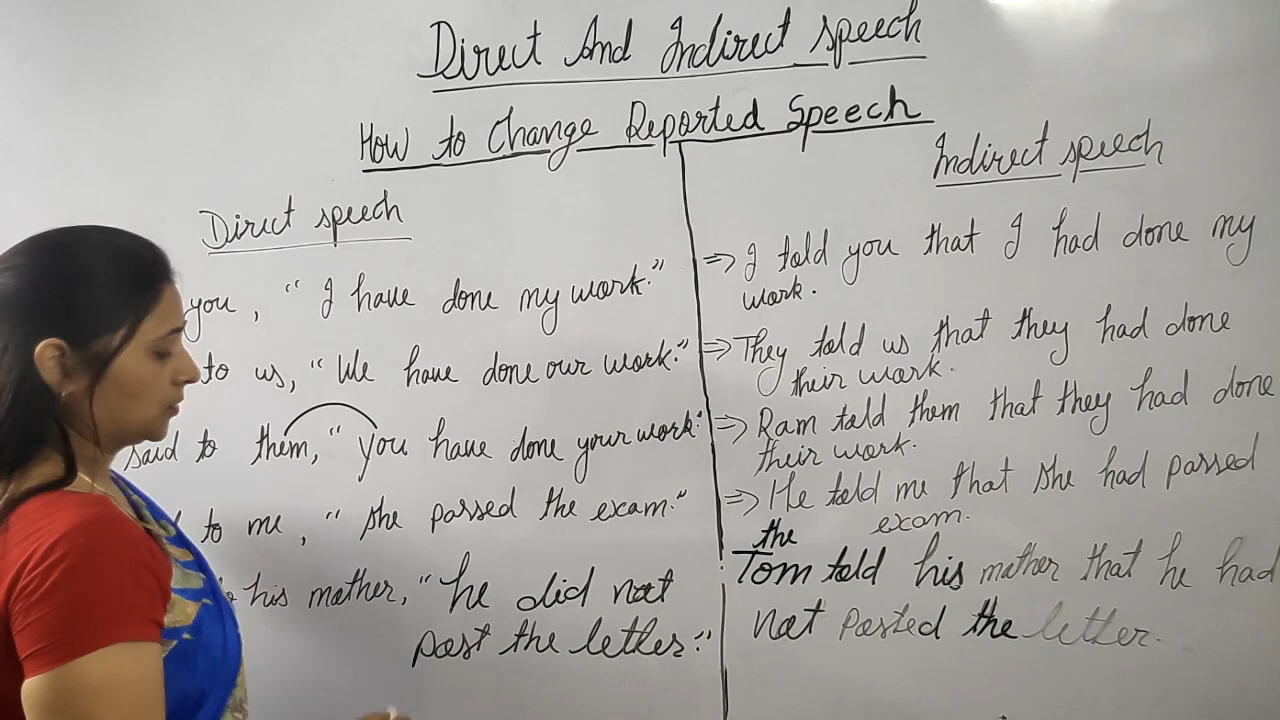 Direct And Indirect speech
How to Change Reported Speech
Direct speech
you, "I have done my work."
to us, "We have done our work."
said to them, "you have done your work."
to me, "she passed the exam."
his mother, "he did not
post the letter."
Indirect speech
⇒ I told you that I had done my
work.
⇒ They told us that they had done
their work.
⇒ Ram told them that they had done
their work.
⇒ He told me that she had passed
the exam.
Tom told his mother that he had
not posted the letter.